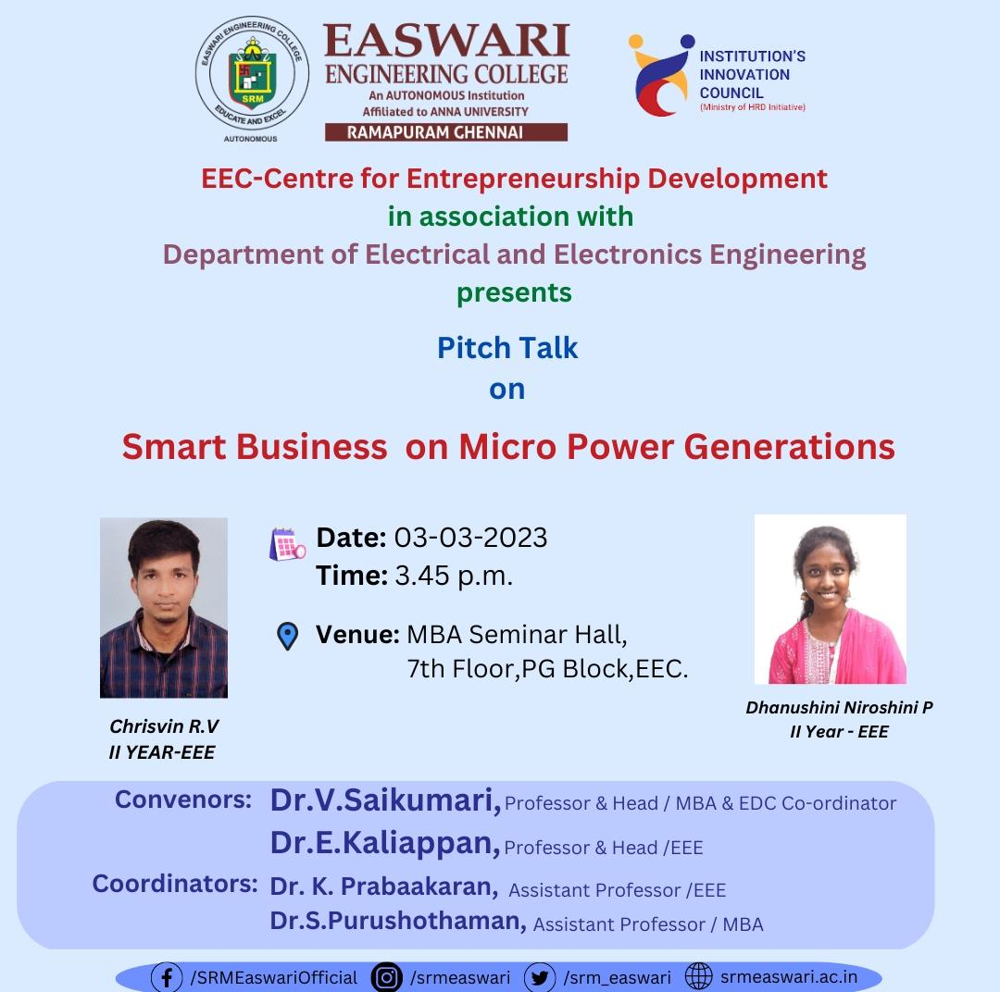 EASWARI ENGINEERING COLLEGE
SRM
EDUCATE AND EXCEL
AUTONOMOUS
EASWARI
ENGINEERING COLLEGE
An AUTONOMOUS Institution
Affiliated to ANNA UNIVERSITY
RAMAPURAM CHENNAI
INSTITUTION'S
INNOVATION
COUNCIL
(Ministry of HRD Initiative)
EEC-Centre for Entrepreneurship Development
in association with
Department of Electrical and Electronics Engineering
presents
Pitch Talk
on
Smart Business on Micro Power Generations
Date: 03-03-2023
Time: 3.45 p.m.
Venue: MBA Seminar Hall,
7th Floor,PG Block,EEC.
Chrisvin R.V
II YEAR-EEE
Dhanushini Niroshini P
II Year - EEE
Convenors: Dr.V.Saikumari, Professor & Head / MBA & EDC Co-ordinator
Dr.E.Kaliappan, Professor & Head /EEE
Coordinators: Dr. K. Prabaakaran, Assistant Professor /EEE
Dr.S.Purushothaman, Assistant Professor / MBA
/SRMEaswariOfficial /srmeaswari /srm_easwari srmeaswari.ac.in